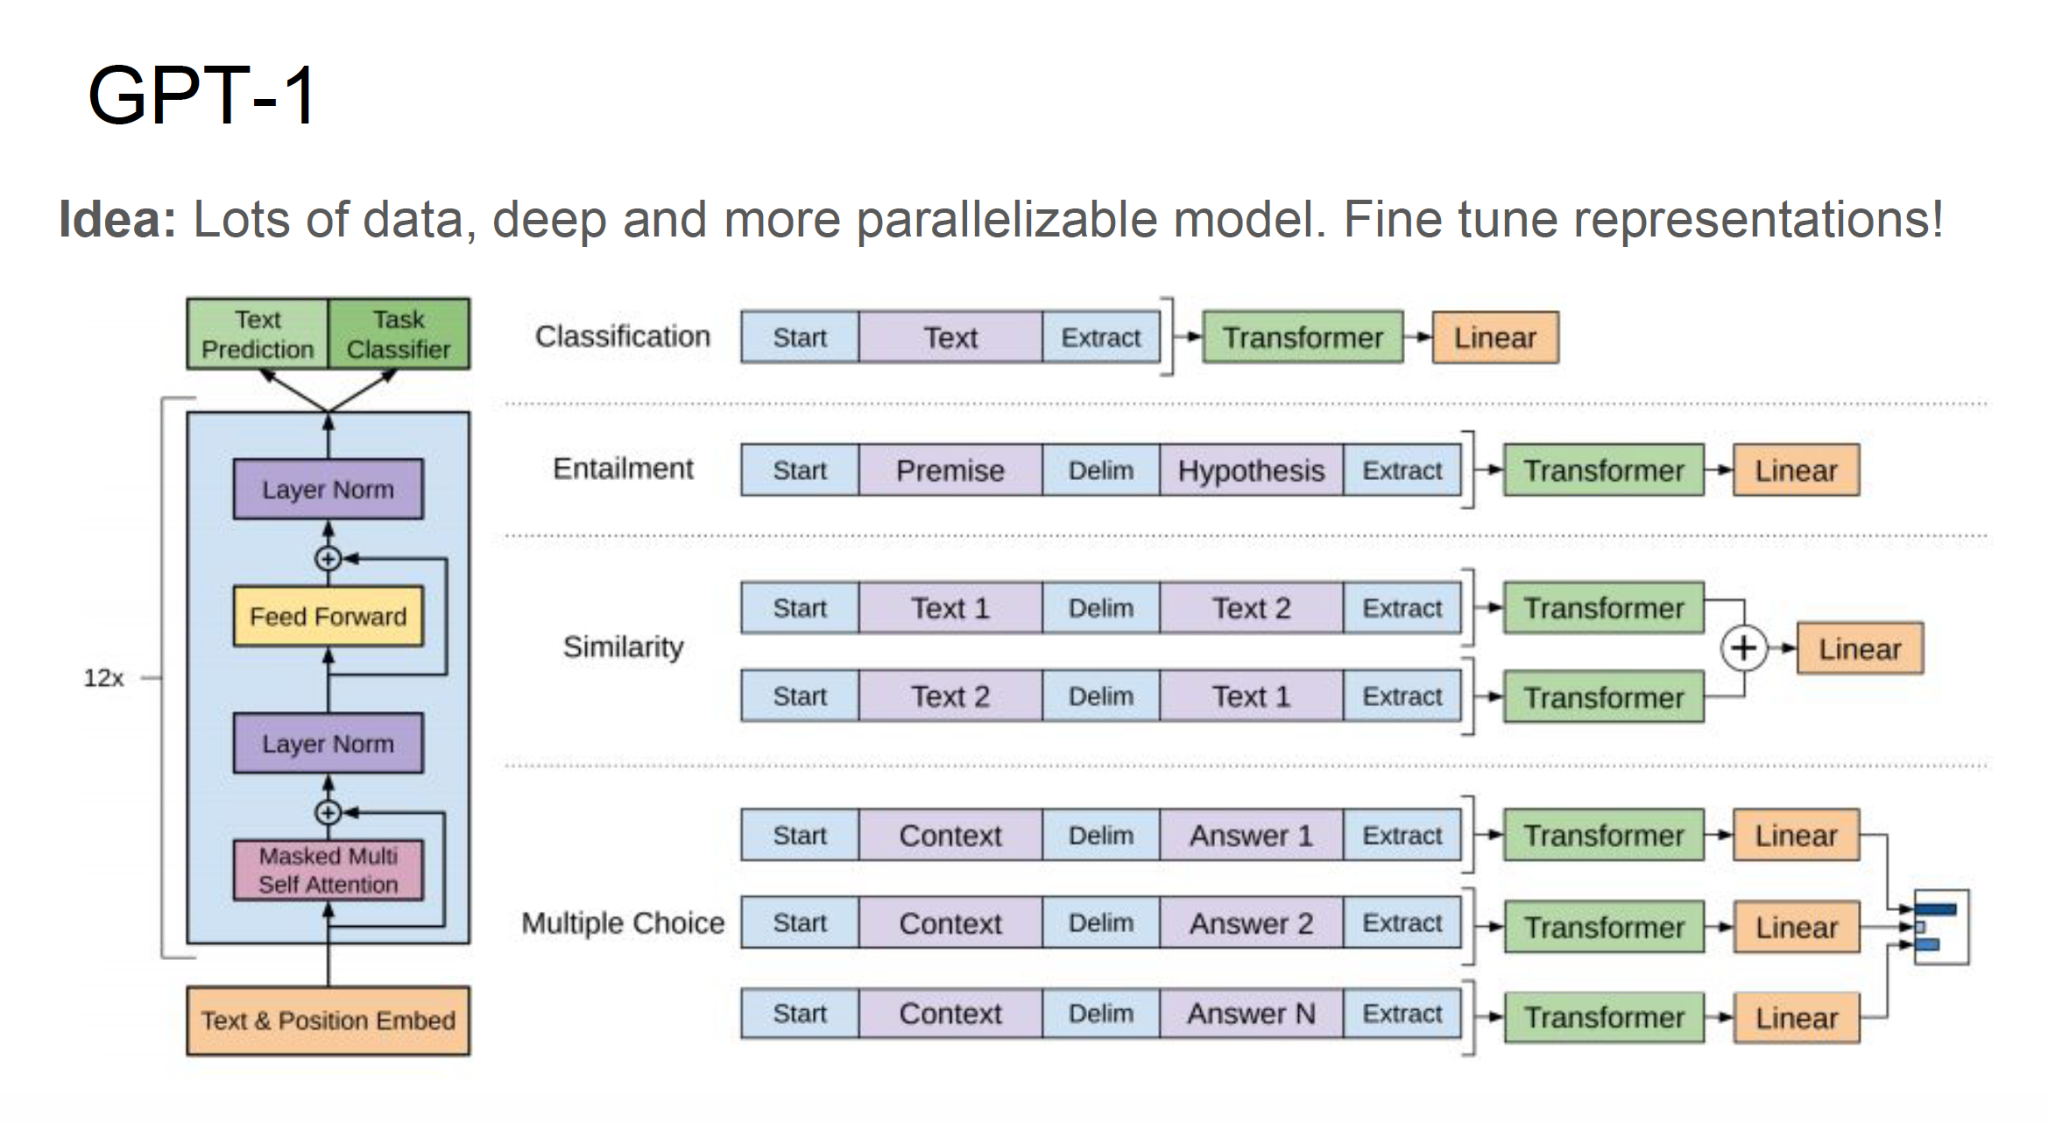 GPT-1
Idea: Lots of data, deep and more parallelizable model. Fine tune representations!
Text
Prediction
Task
Classifier
Layer Norm
Feed Forward
12x
Layer Norm
Masked Multi
Self Attention
Text & Position Embed
Classification Start Text Extract Transformer Linear
Entailment Start Premise Delim Hypothesis Extract Transformer Linear
Similarity
Start Text 1 Delim Text 2 Extract Transformer
Start Text 2 Delim Text 1 Extract Transformer
+ Linear
Multiple Choice
Start Context Delim Answer 1 Extract Transformer Linear
Start Context Delim Answer 2 Extract Transformer Linear
Start Context Delim Answer N Extract Transformer Linear